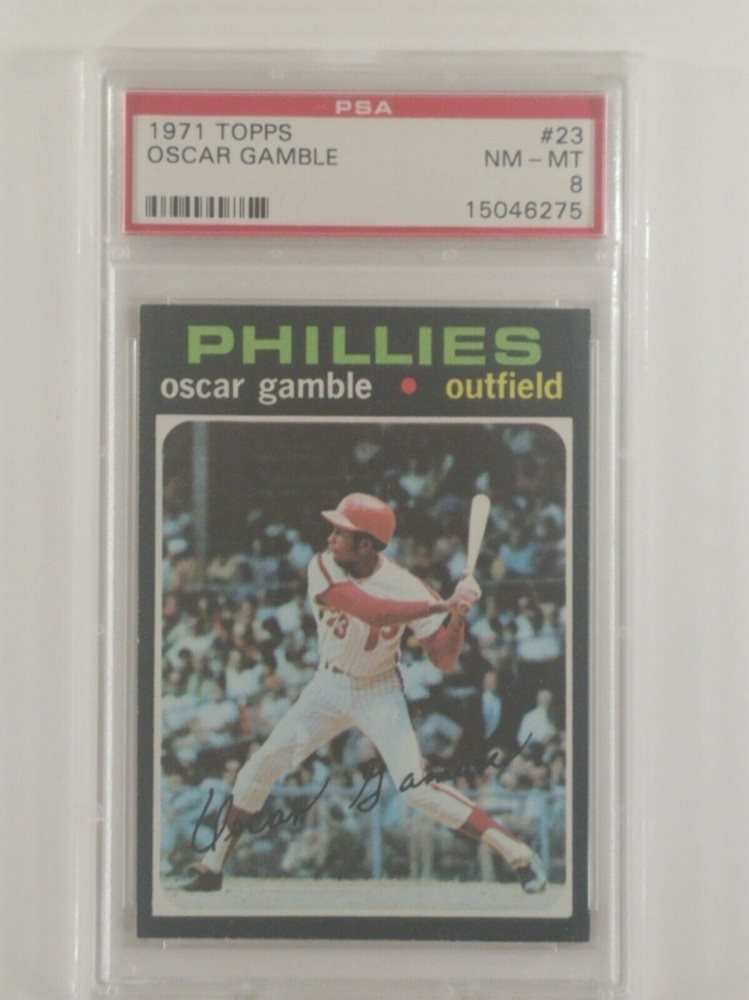 PSA
1971 TOPPS #23
OSCAR GAMBLE NM - MT
8
15046275
PHILLIES
oscar gamble • outfield
23
Oscar Gamble